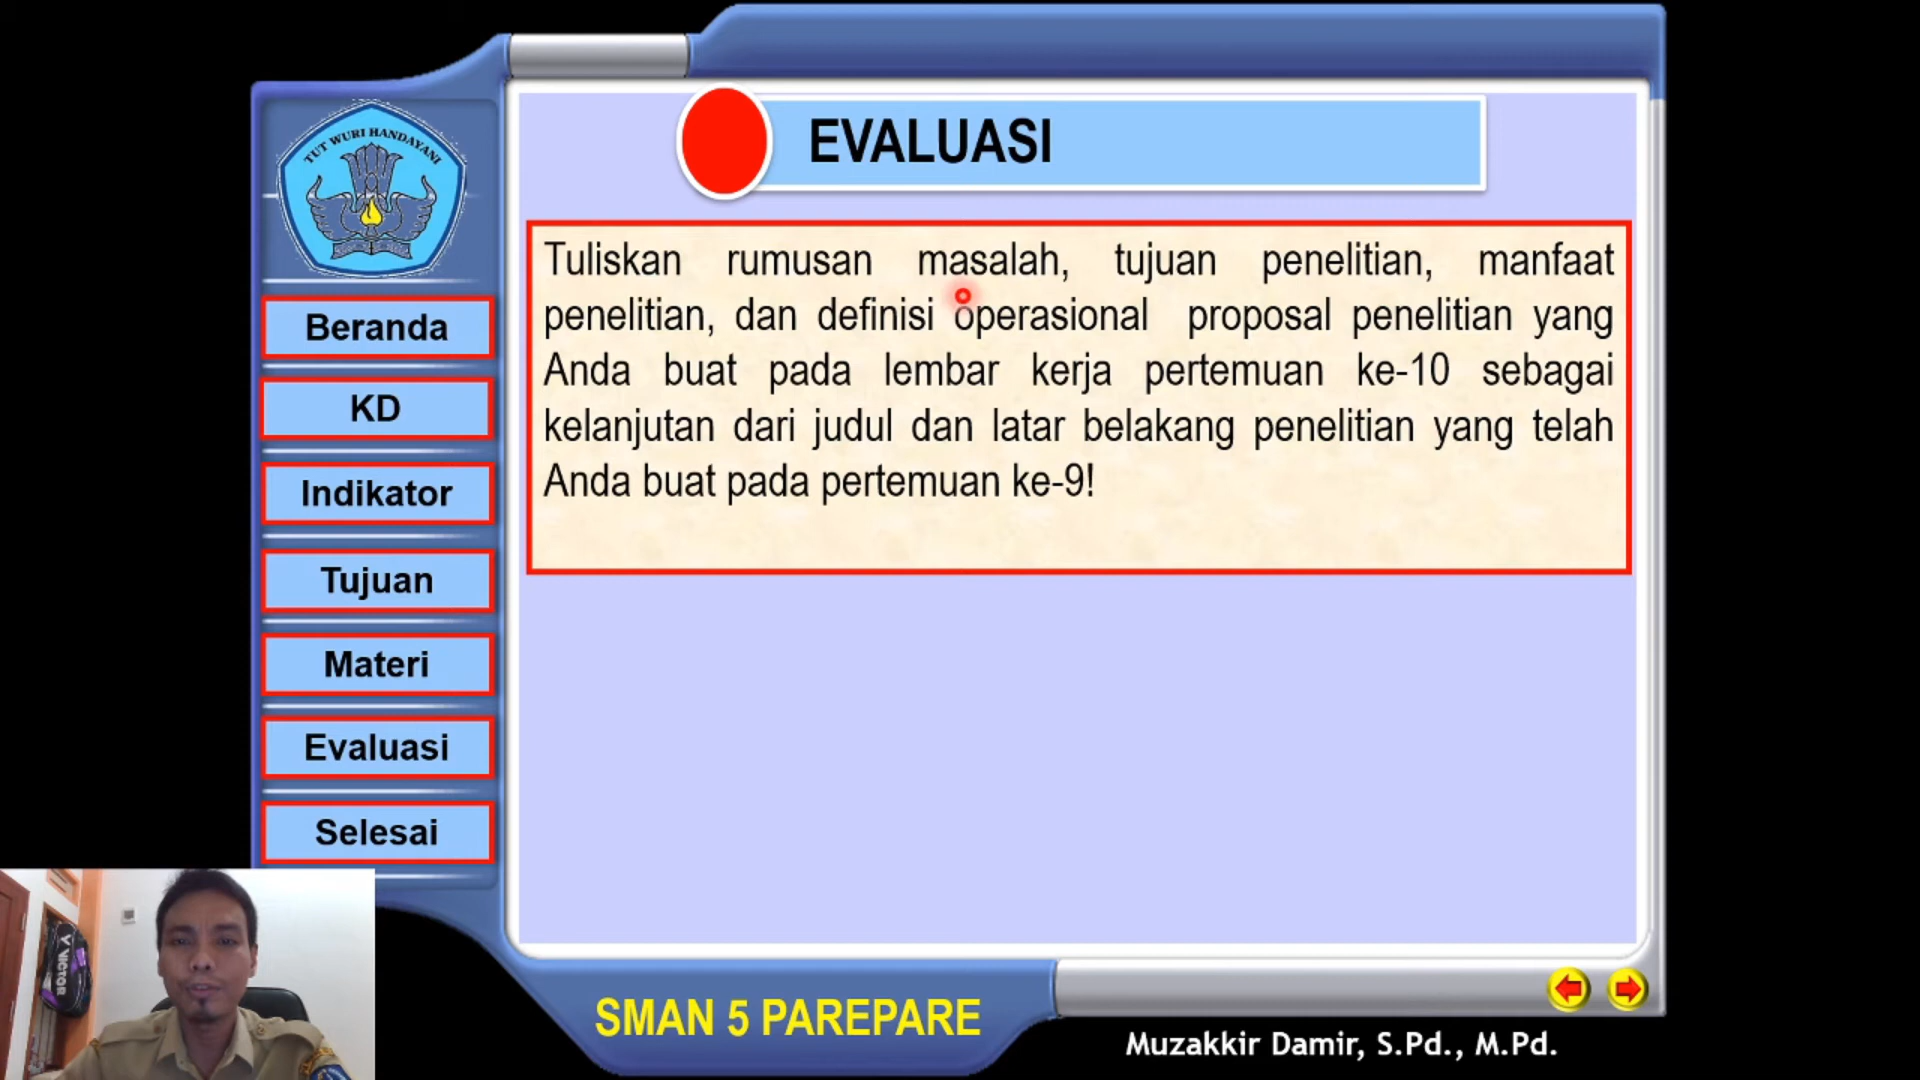 TUT WURI HANDAYANI
EVALUASI
Tuliskan rumusan masalah, tujuan penelitian, manfaat
penelitian, dan definisi operasional proposal penelitian yang
Anda buat pada lembar kerja pertemuan ke-10 sebagai
kelanjutan dari judul dan latar belakang penelitian yang telah
Anda buat pada pertemuan ke-9!
Beranda
KD
Indikator
Tujuan
Materi
Evaluasi
Selesai
VICTOR
SMAN 5 PAREPARE
Muzakkir Damir, S.Pd., M.Pd.